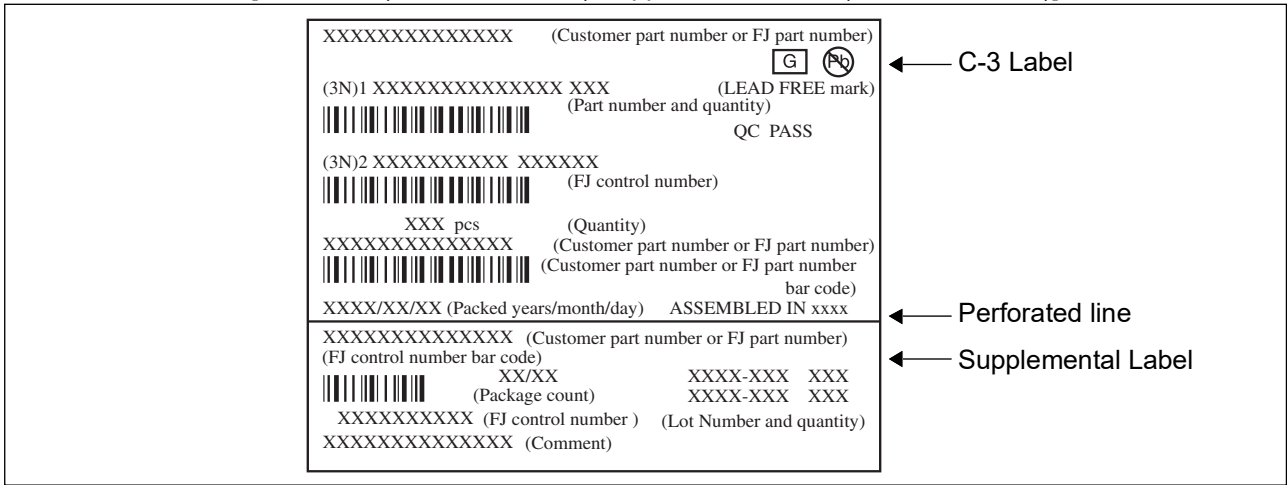 XXXXXXXXXXXXXX (Customer part number or FJ part number)
G Pb
C-3 Label
(3N)1 XXXXXXXXXXXXXX XXX (LEAD FREE mark)
(Part number and quantity)
QC PASS
(3N)2 XXXXXXXXXX XXXXXX
(FJ control number)
XXX pcs (Quantity)
XXXXXXXXXXXXXX (Customer part number or FJ part number)
(Customer part number or FJ part number
bar code)
XXXX/XX/XX (Packed years/month/day) ASSEMBLED IN xxxx
Perforated line
XXXXXXXXXXXXXX (Customer part number or FJ part number)
(FJ control number bar code)
Supplemental Label
XX/XX XXXX-XXX XXX
(Package count) XXXX-XXX XXX
XXXXXXXXXX (FJ control number ) (Lot Number and quantity)
XXXXXXXXXXXXXX (Comment)